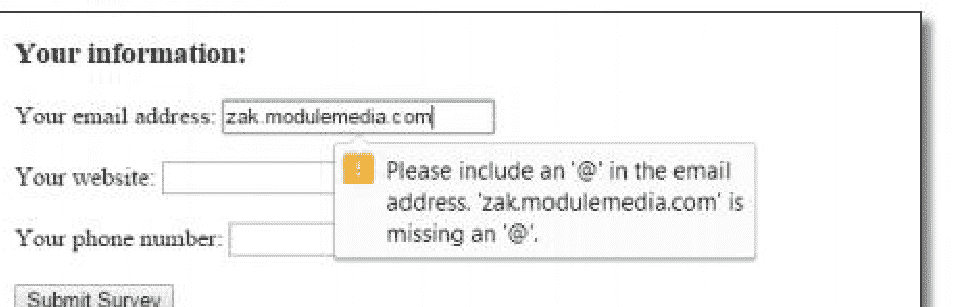 Your information:
Your email address: zak.modulemedia.com
Your website:
! Please include an '@' in the email
address. 'zak.modulemedia.com' is
missing an '@'.
Your phone number:
Submit Survey